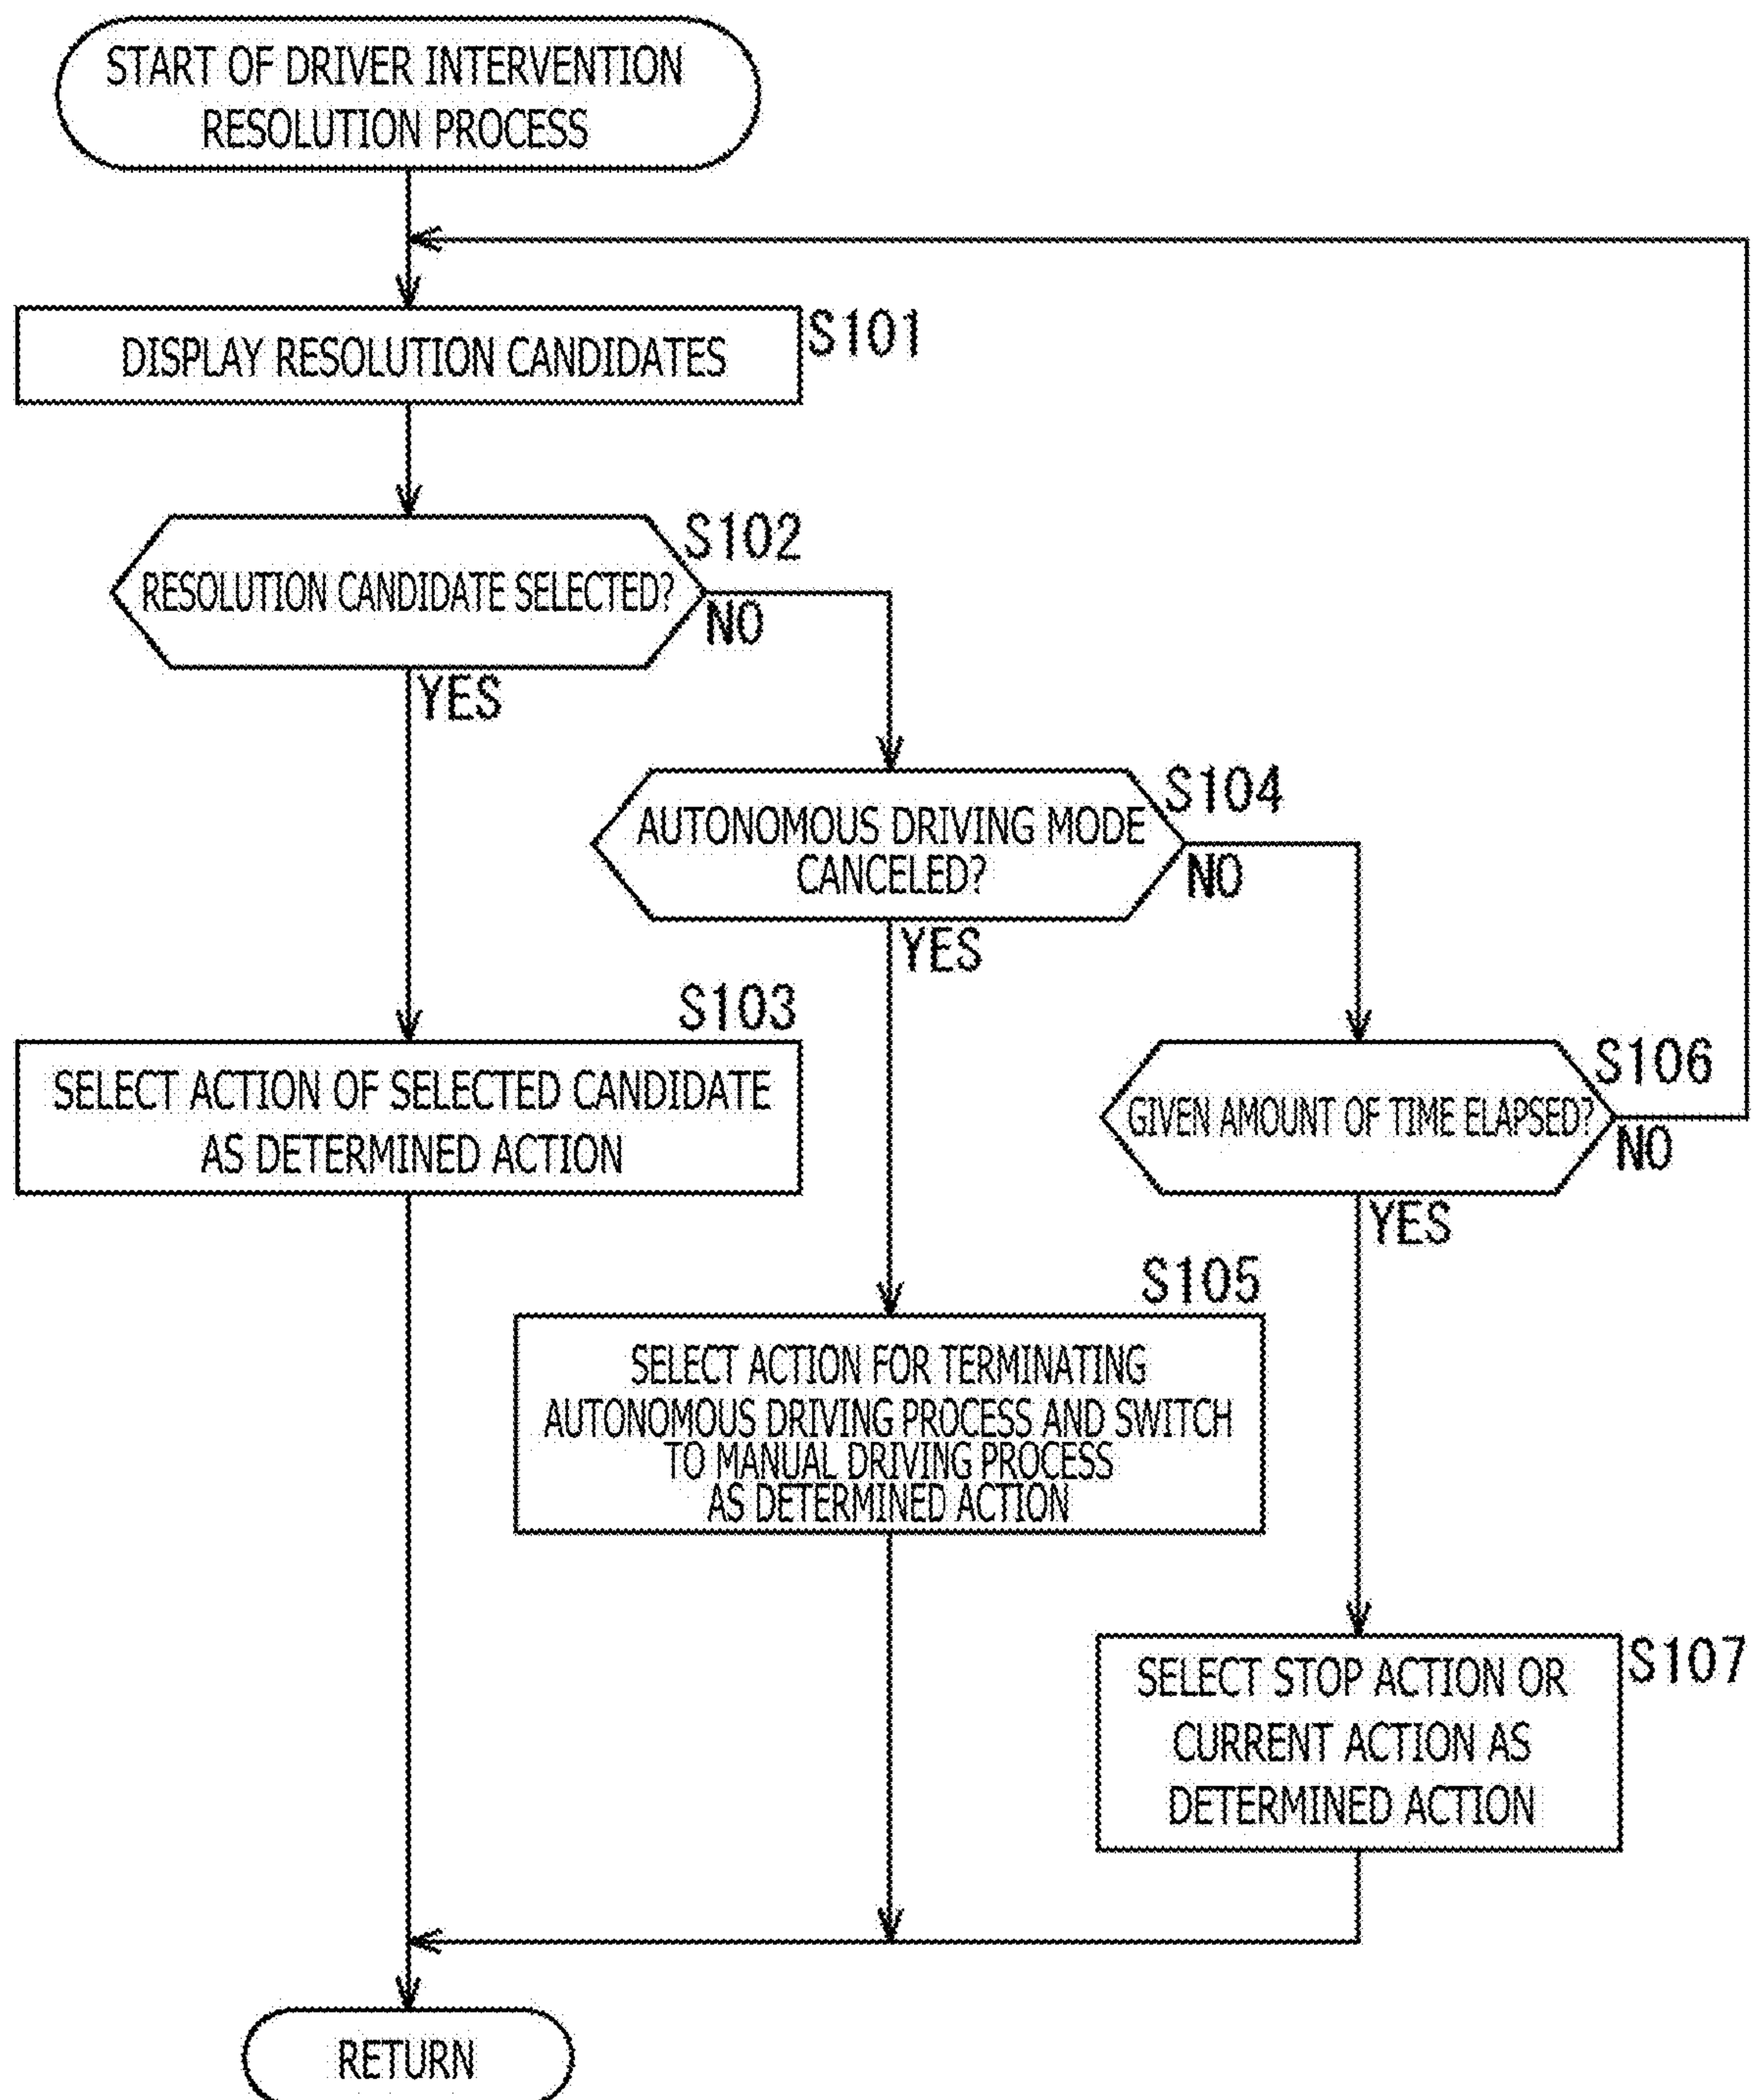 START OF DRIVER INTERVENTION
RESOLUTION PROCESS
DISPLAY RESOLUTION CANDIDATES
S101
RESOLUTION CANDIDATE SELECTED?
S102
NO
YES
AUTONOMOUS DRIVING MODE
CANCELED?
S104
NO
YES
S103
SELECT ACTION OF SELECTED CANDIDATE
AS DETERMINED ACTION
GIVEN AMOUNT OF TIME ELAPSED?
S106
NO
YES
S105
SELECT ACTION FOR TERMINATING
AUTONOMOUS DRIVING PROCESS AND SWITCH
TO MANUAL DRIVING PROCESS
AS DETERMINED ACTION
SELECT STOP ACTION OR
CURRENT ACTION AS
DETERMINED ACTION
S107
RETURN